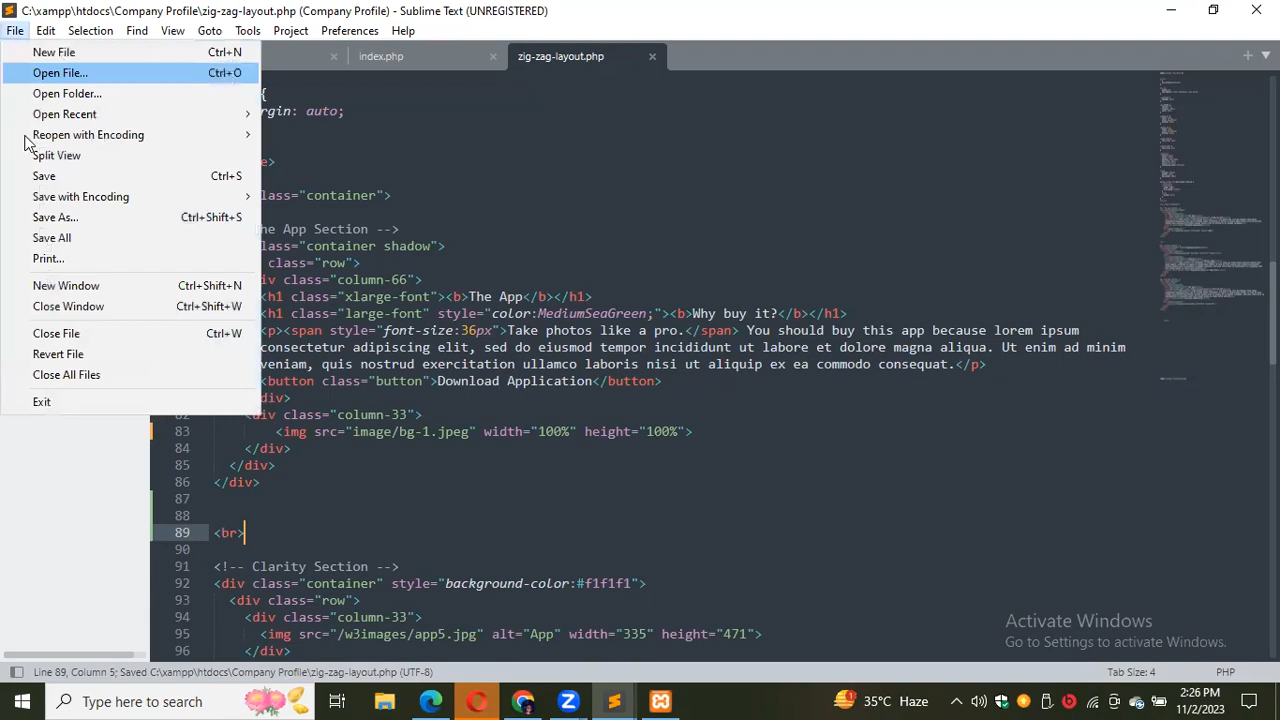 C:\xampp\htdocs\Company Profile\zig-zag-layout.php (Company Profile) - Sublime Text (UNREGISTERED)
File Edit Selection Find View Goto Tools Project Preferences Help
index.php
zig-zag-layout.php
New File Ctrl+N
Open File... Ctrl+O
Open Folder...
Open Recent
Reopen with Encoding
Split View
Save Ctrl+S
Save with Encoding
Save As... Ctrl+Shift+S
Save All
Print...
New Window Ctrl+Shift+N
Close Window Ctrl+Shift+W
Close File Ctrl+W
Revert File
Close All Files
Exit
{
rgin: auto;
e>
lass="container">
he App Section -->
lass="container shadow">
class="row">
iv class="column-66">
<h1 class="xlarge-font"><b>The App</b></h1>
<h1 class="large-font" style="color:MediumSeaGreen;"><b>Why buy it?</b></h1>
<p><span style="font-size:36px">Take photos like a pro.</span> You should buy this app because lorem ipsum
consectetur adipiscing elit, sed do eiusmod tempor incididunt ut labore et dolore magna aliqua. Ut enim ad minim
veniam, quis nostrud exercitation ullamco laboris nisi ut aliquip ex ea commodo consequat.</p>
<button class="button">Download Application</button>
div>
82 div class="column-33">
83 <img src="image/bg-1.jpeg" width="100%" height="100%">
84 </div>
85 </div>
86 </div>
87
88
89 <br>
90
91 <!-- Clarity Section -->
92 <div class="container" style="background-color:#f1f1f1">
93 <div class="row">
94 <div class="column-33">
95 <img src="/w3images/app5.jpg" alt="App" width="335" height="471">
96 </div>
Activate Windows
Go to Settings to activate Windows.
Line 89, Column 5; Saved C:\xampp\htdocs\Company Profile\zig-zag-layout.php (UTF-8) Tab Size: 4 PHP
Type here to search
35°C Haze
2:26 PM
11/2/2023